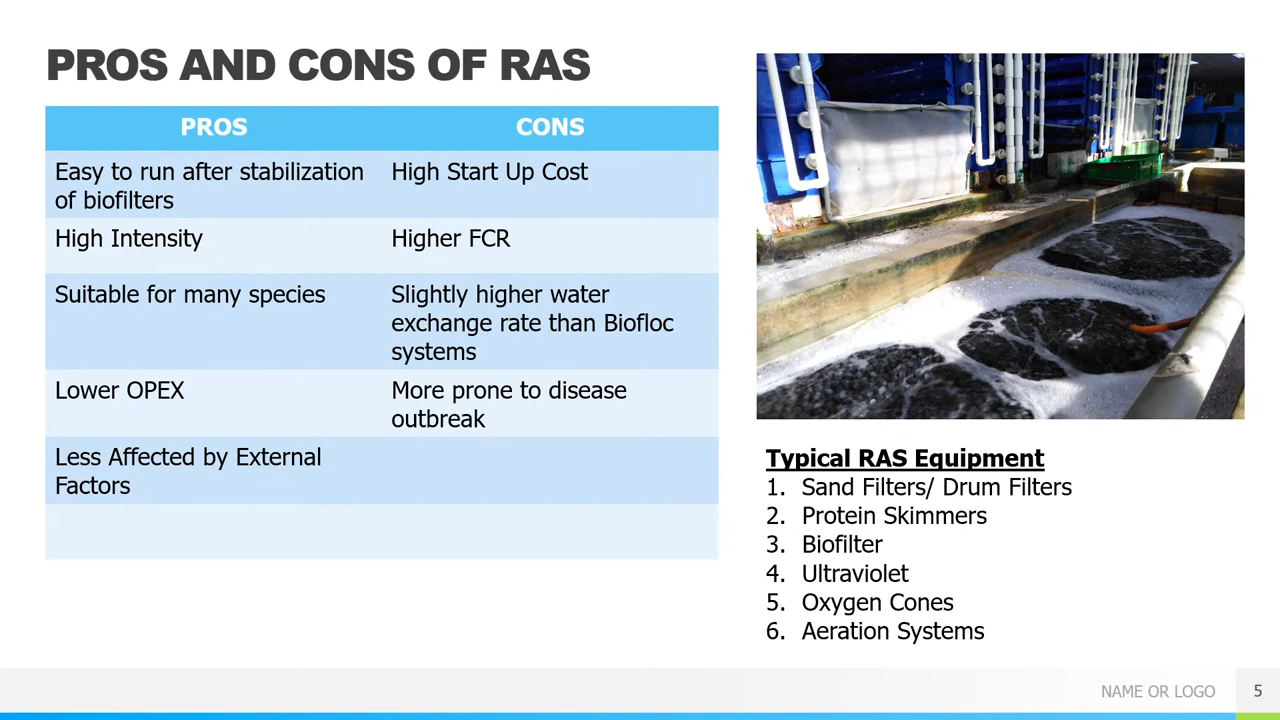 PROS AND CONS OF RAS
PROS
CONS
Easy to run after stabilization
of biofilters
High Start Up Cost
High Intensity
Higher FCR
Suitable for many species
Slightly higher water
exchange rate than Biofloc
systems
Lower OPEX
More prone to disease
outbreak
Less Affected by External
Factors
Typical RAS Equipment
1. Sand Filters/ Drum Filters
2. Protein Skimmers
3. Biofilter
4. Ultraviolet
5. Oxygen Cones
6. Aeration Systems
NAME OR LOGO
5